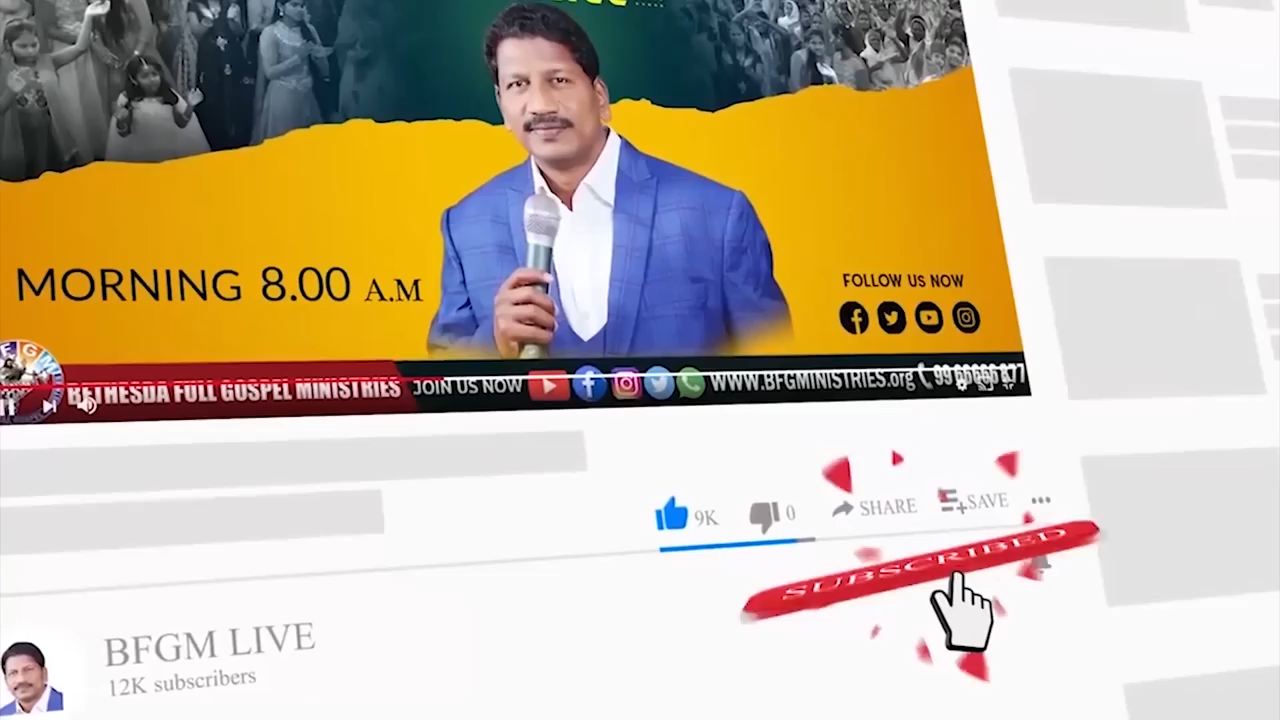 MORNING 8.00 A.M
FOLLOW US NOW
BETHESDA FULL GOSPEL MINISTRIES JOIN US NOW WWW.BFGMINISTRIES.org
9K 0 SHARE SAVE
SUBSCRIBED
BFGM LIVE
12K subscribers